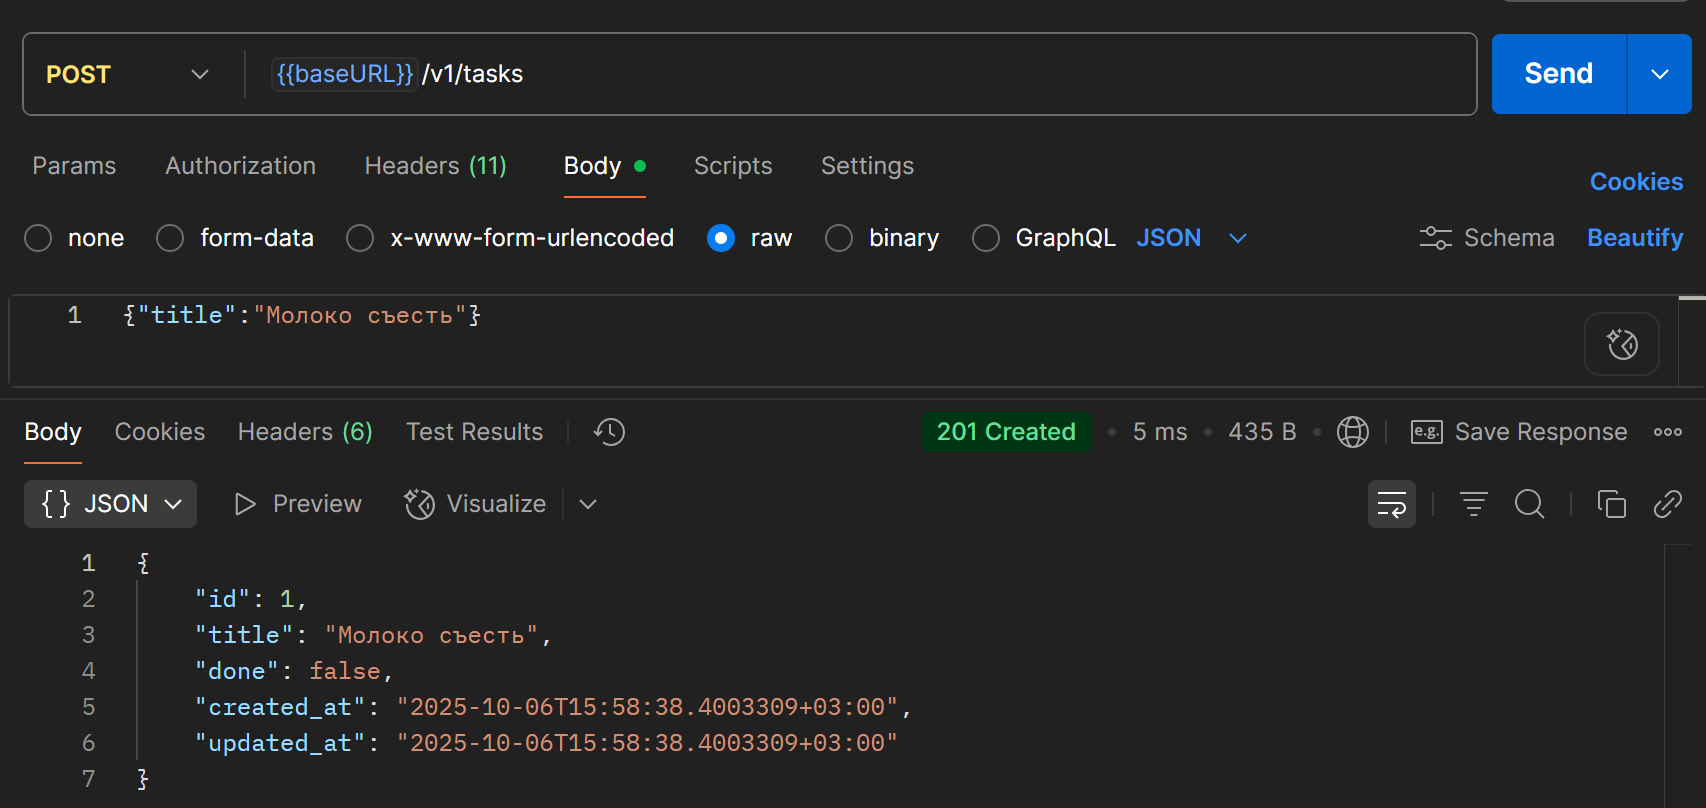 POST {{baseURL}} /v1/tasks Send
Params Authorization Headers (11) Body Scripts Settings Cookies
none form-data x-www-form-urlencoded raw binary GraphQL JSON Schema Beautify
1 {"title":"Молоко съесть"}
Body Cookies Headers (6) Test Results 201 Created • 5 ms • 435 B • e.g. Save Response
{} JSON Preview Visualize
1 {
2 "id": 1,
3 "title": "Молоко съесть",
4 "done": false,
5 "created_at": "2025-10-06T15:58:38.4003309+03:00",
6 "updated_at": "2025-10-06T15:58:38.4003309+03:00"
7 }